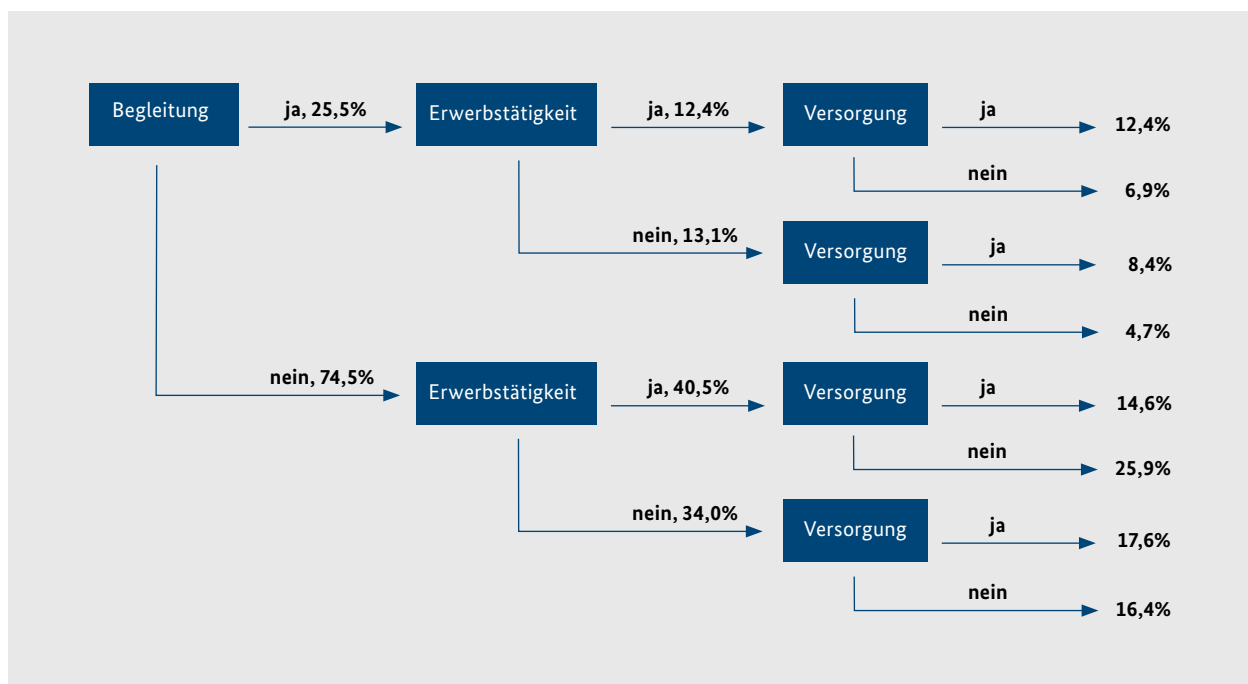 Begleitung
ja, 25,5%
Erwerbstätigkeit
ja, 12,4%
Versorgung
ja
12,4%
nein
6,9%
nein, 13,1%
Versorgung
ja
8,4%
nein
4,7%
nein, 74,5%
Erwerbstätigkeit
ja, 40,5%
Versorgung
ja
14,6%
nein
25,9%
nein, 34,0%
Versorgung
ja
17,6%
nein
16,4%